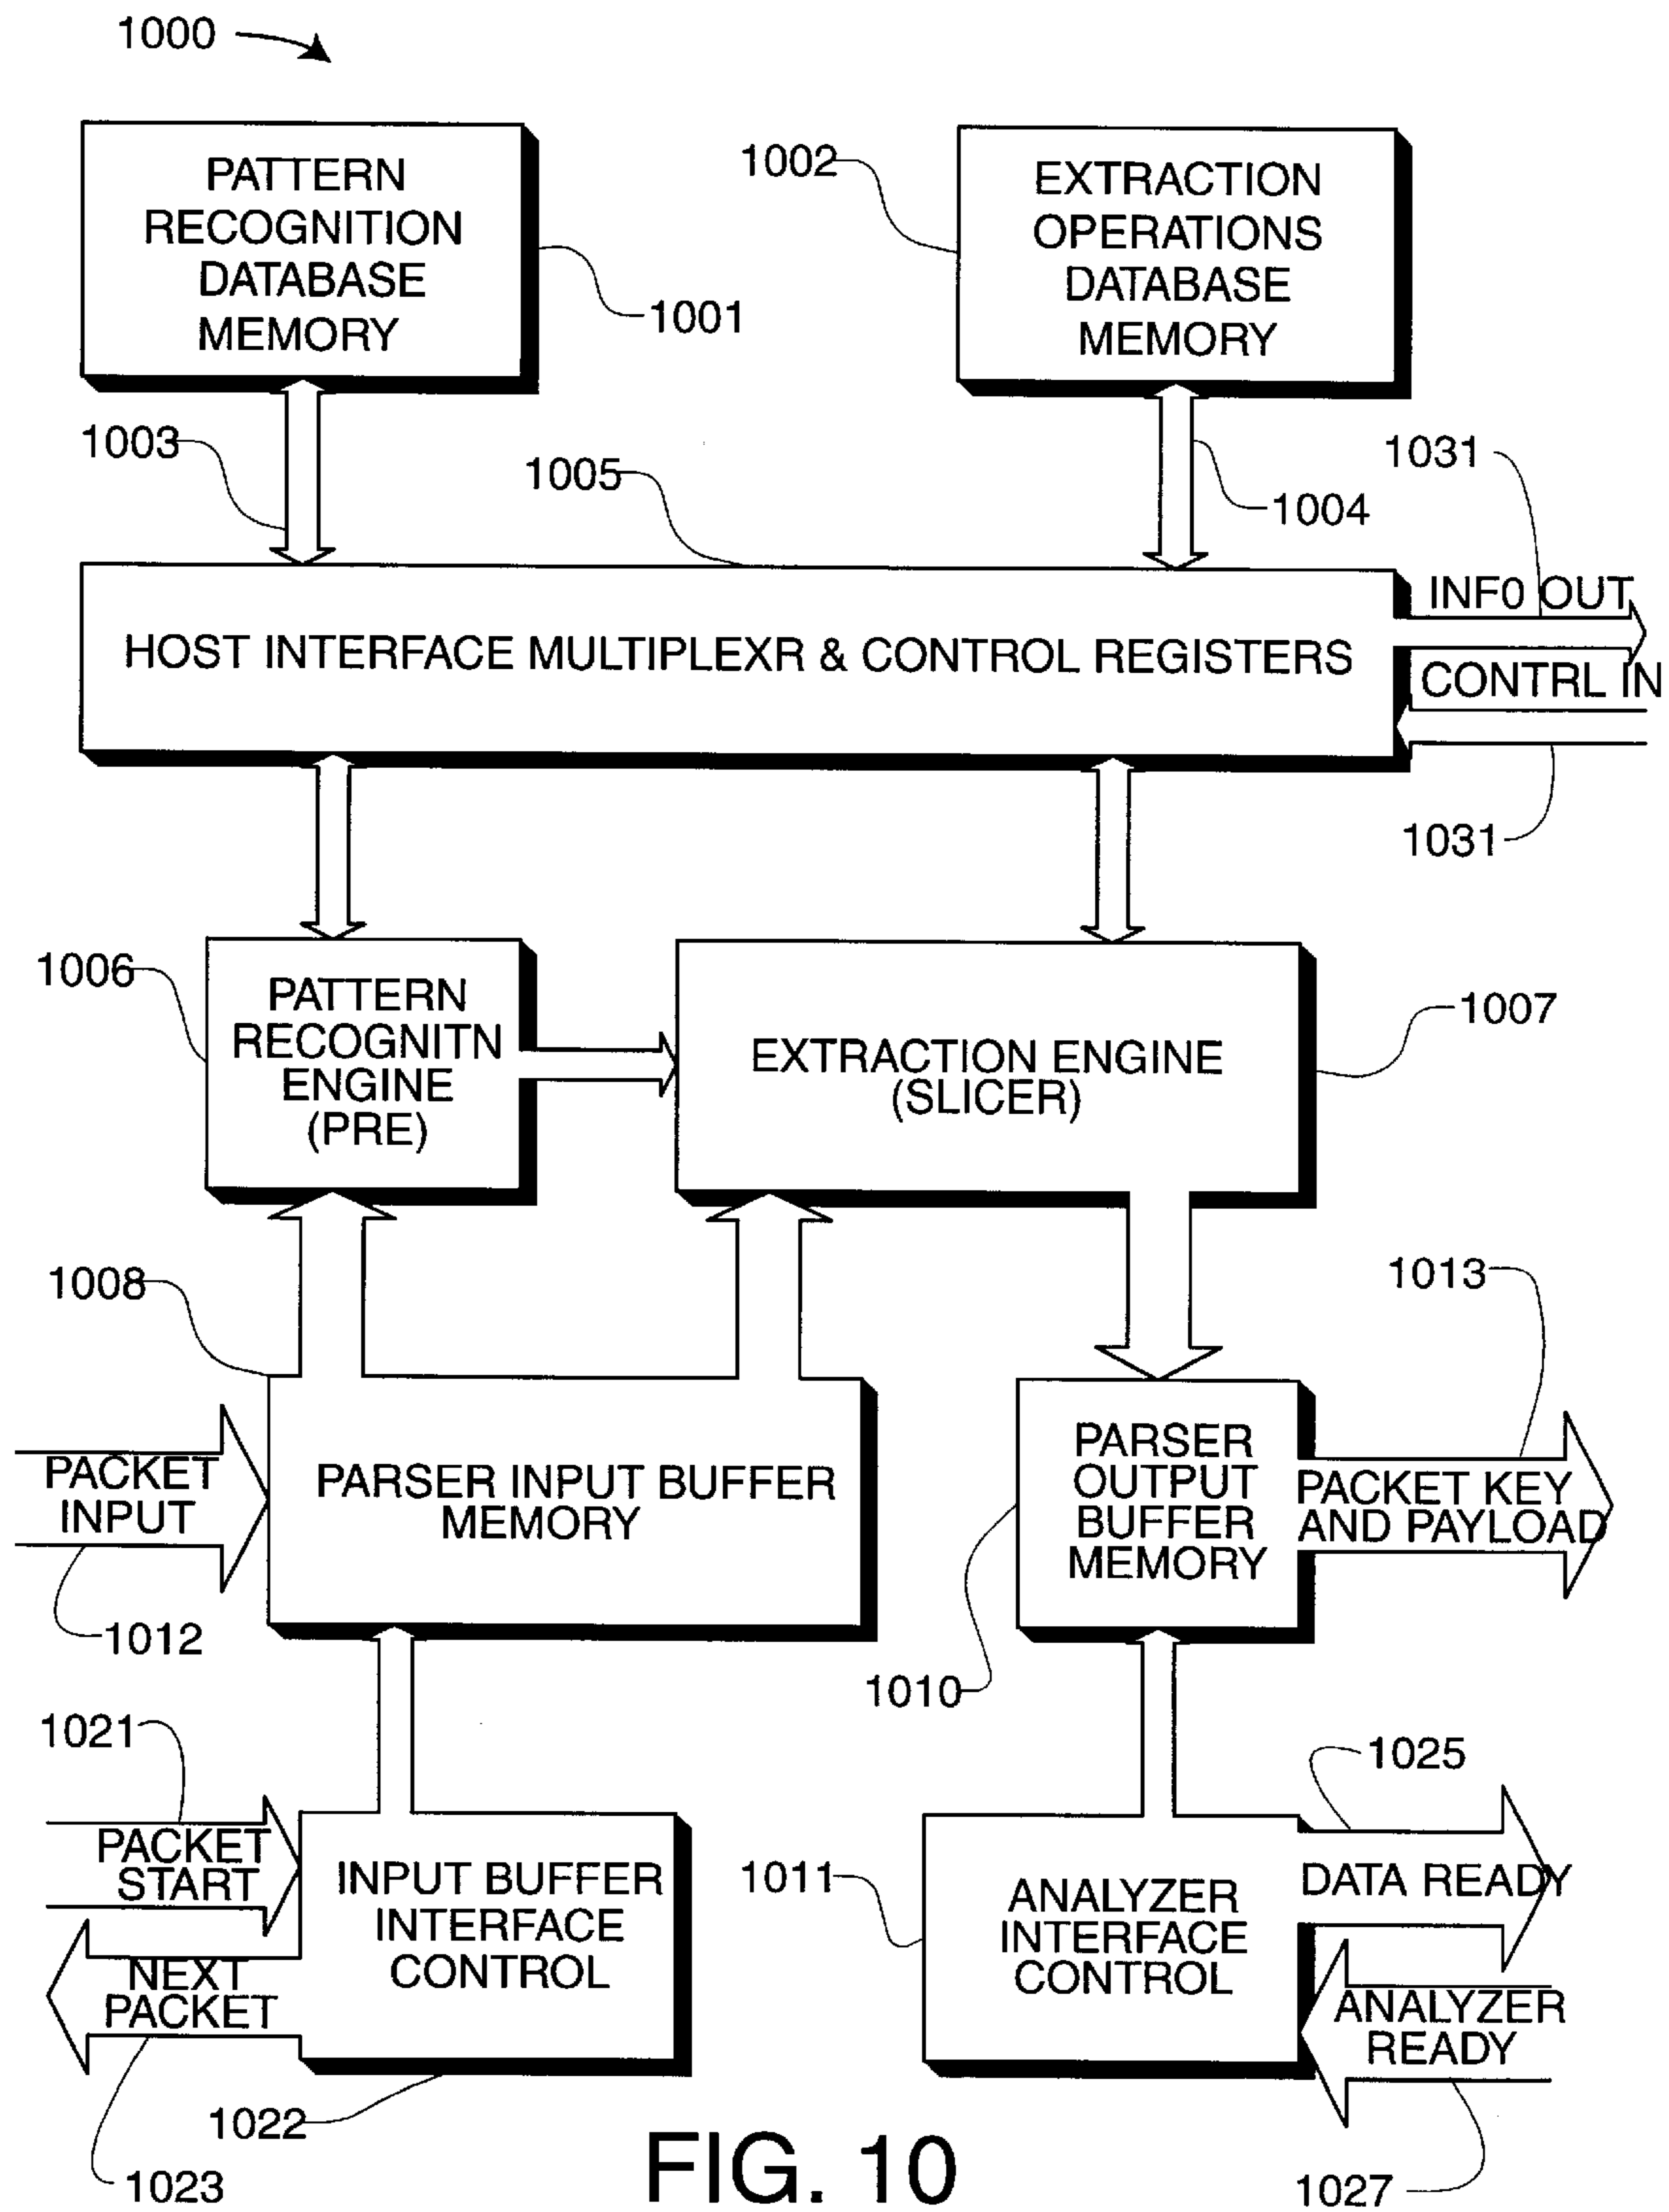 1000
PATTERN
RECOGNITION
DATABASE
MEMORY
1001
1002
EXTRACTION
OPERATIONS
DATABASE
MEMORY
1003
1005
1004
1031
HOST INTERFACE MULTIPLEXR & CONTROL REGISTERS
INF0 OUT
CONTRL IN
1031
1006
PATTERN
RECOGNITN
ENGINE
(PRE)
EXTRACTION ENGINE
(SLICER)
1007
1008
1013
PACKET
INPUT
PARSER INPUT BUFFER
MEMORY
PARSER
OUTPUT
BUFFER
MEMORY
PACKET KEY
AND PAYLOAD
1012
1010
1021
1025
PACKET
START
NEXT
PACKET
INPUT BUFFER
INTERFACE
CONTROL
1011
ANALYZER
INTERFACE
CONTROL
DATA READY
ANALYZER
READY
1022
1023
1027
FIG. 10